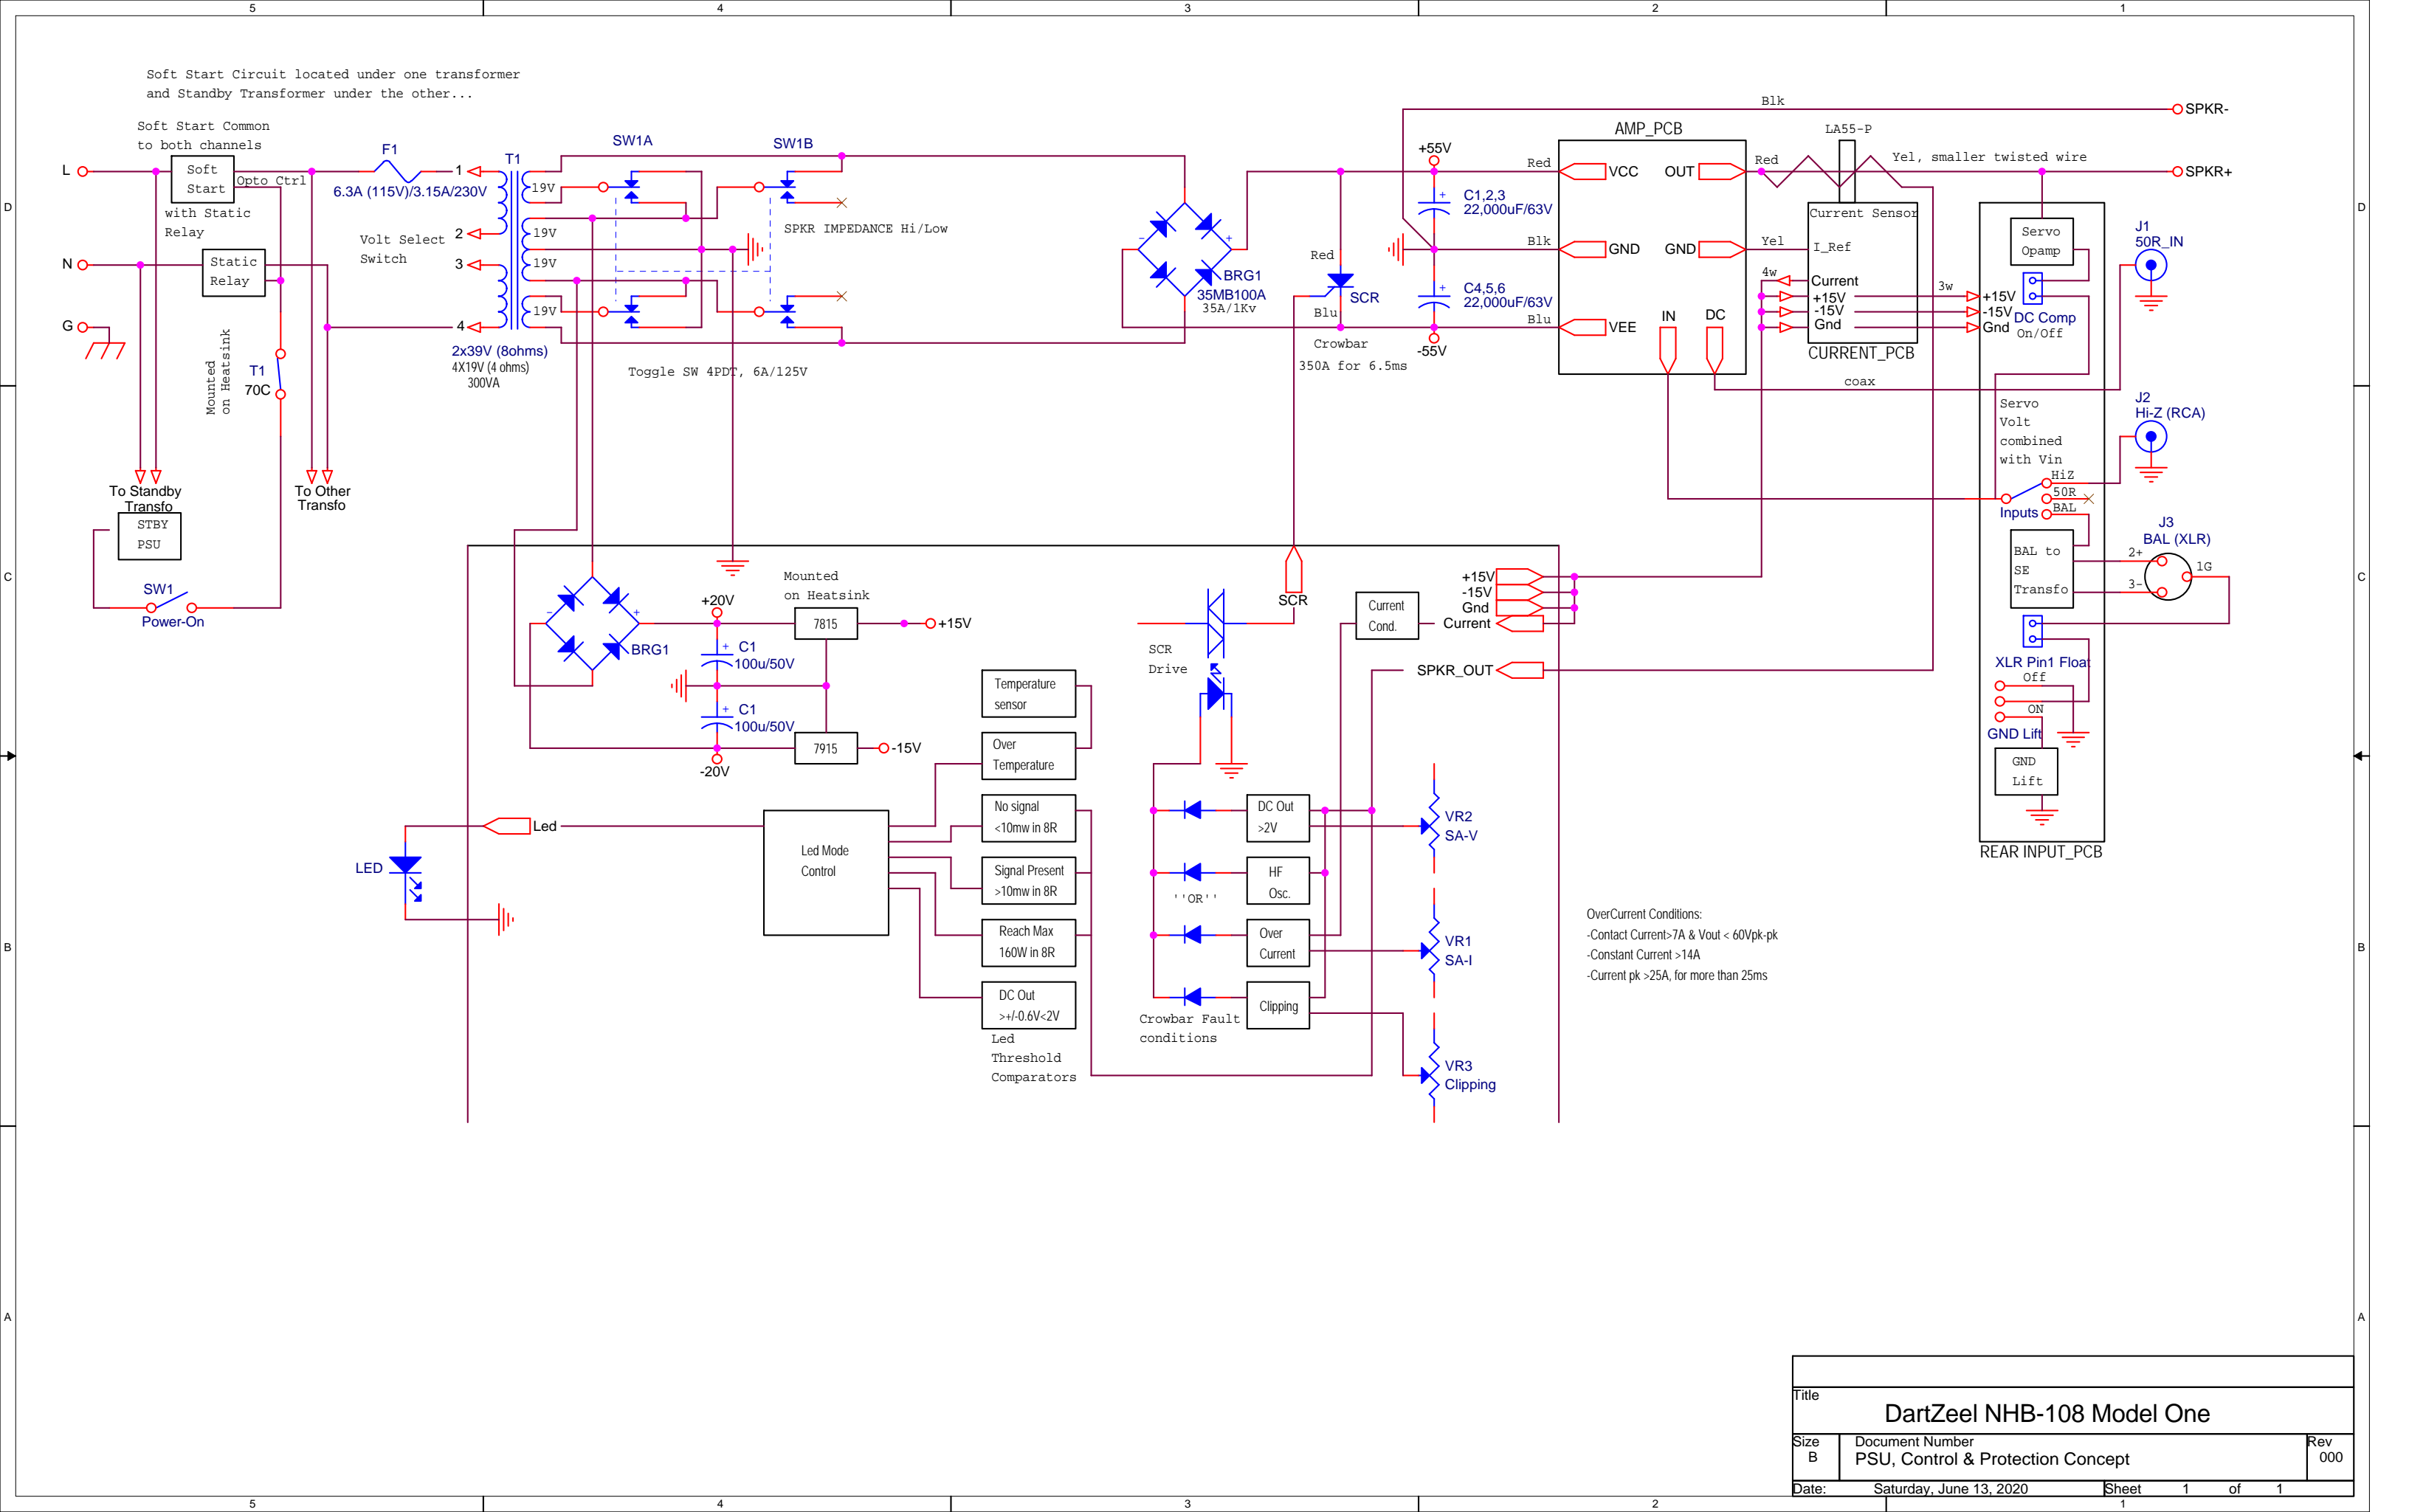 5
4
3
2
1
Soft Start Circuit located under one transformer
and Standby Transformer under the other...
Soft Start Common
to both channels
L
Soft
Start
Opto Ctrl
with Static
Relay
F1
6.3A (115V)/3.15A/230V
N
Static
Relay
G
Volt Select
Switch
1
2
3
4
T1
19V
19V
19V
19V
2x39V (8ohms)
4X19V (4 ohms)
300VA
SW1A
SW1B
SPKR IMPEDANCE Hi/Low
Toggle SW 4PDT, 6A/125V
Mounted
on Heatsink
T1
70C
To Standby
Transfo
To Other
Transfo
STBY
PSU
SW1
Power-On
BRG1
35MB100A
35A/1Kv
Red
SCR
Blu
Crowbar
350A for 6.5ms
+55V
C1,2,3
22,000uF/63V
C4,5,6
22,000uF/63V
-55V
Blk
Red
Blk
Blu
AMP_PCB
VCC
OUT
GND
GND
VEE
IN
DC
Red
Yel
LA55-P
Yel, smaller twisted wire
Current Sensor
I_Ref
4w
Current
+15V
-15V
Gnd
CURRENT_PCB
3w
coax
SPKR-
SPKR+
Servo
Opamp
+15V
-15V
Gnd
DC Comp
On/Off
J1
50R_IN
J2
Hi-Z (RCA)
Servo
Volt
combined
with Vin
HiZ
50R
BAL
Inputs
BAL to
SE
Transfo
2+
3-
1G
J3
BAL (XLR)
XLR Pin1 Float
Off
ON
GND Lift
GND
Lift
REAR INPUT_PCB
BRG1
+20V
C1
100u/50V
C1
100u/50V
-20V
Mounted
on Heatsink
7815
+15V
7915
-15V
SCR
SCR
Drive
Current
Cond.
+15V
-15V
Gnd
Current
SPKR_OUT
Temperature
sensor
Over
Temperature
No signal
<10mw in 8R
Signal Present
>10mw in 8R
Reach Max
160W in 8R
DC Out
>+/-0.6V<2V
Led
Threshold
Comparators
Led
LED
Led Mode
Control
DC Out
>2V
HF
Osc.
''OR''
Over
Current
Clipping
Crowbar Fault
conditions
VR2
SA-V
VR1
SA-I
VR3
Clipping
OverCurrent Conditions:
-Contact Current>7A & Vout < 60Vpk-pk
-Constant Current >14A
-Current pk >25A, for more than 25ms
D
D
C
C
B
B
A
A
Title
DartZeel NHB-108 Model One
Size
B
Document Number
PSU, Control & Protection Concept
Rev
000
Date:
Saturday, June 13, 2020
Sheet 1 of 1
5
4
3
2
1